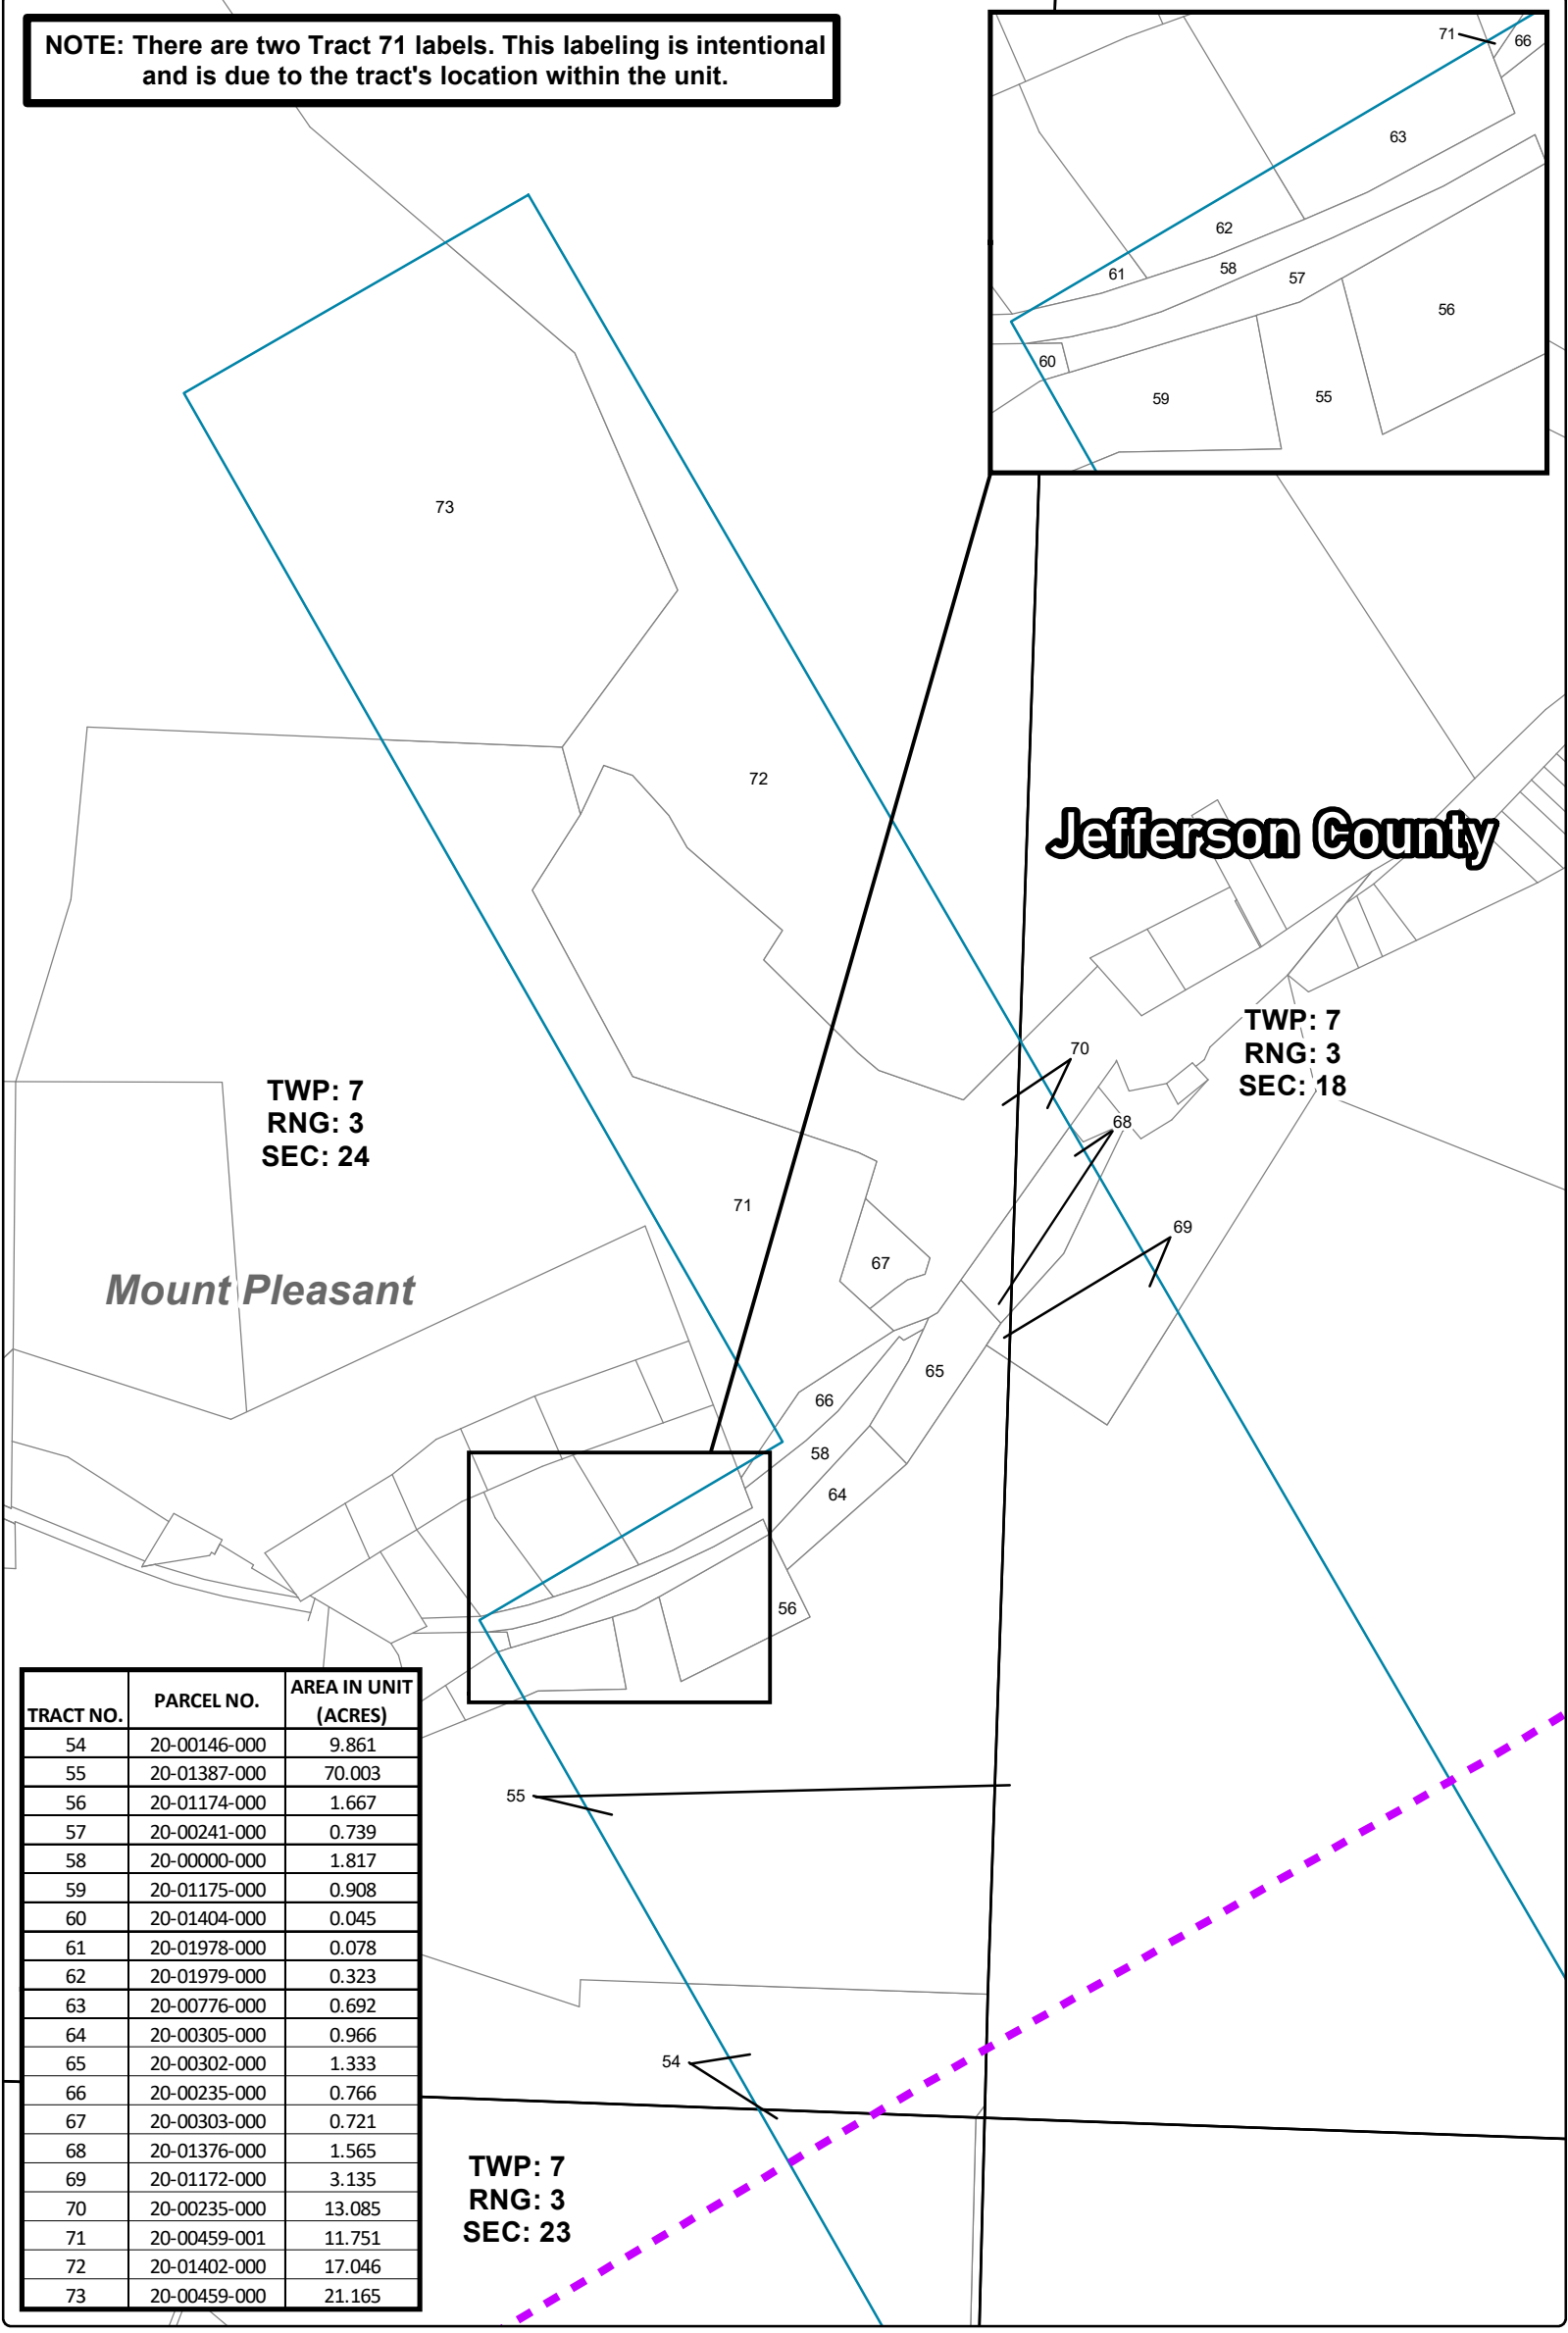 NOTE: There are two Tract 71 labels. This labeling is intentional
and is due to the tract's location within the unit.
71
66
63
62
61
58
57
56
60
59
55
73
72
Jefferson County
TWP: 7
RNG: 3
SEC: 18
70
TWP: 7
RNG: 3
SEC: 24
68
71
69
67
Mount Pleasant
65
66
58
64
56
55
54
TRACT NO. PARCEL NO. AREA IN UNIT (ACRES)
54 20-00146-000 9.861
55 20-01387-000 70.003
56 20-01174-000 1.667
57 20-00241-000 0.739
58 20-00000-000 1.817
59 20-01175-000 0.908
60 20-01404-000 0.045
61 20-01978-000 0.078
62 20-01979-000 0.323
63 20-00776-000 0.692
64 20-00305-000 0.966
65 20-00302-000 1.333
66 20-00235-000 0.766
67 20-00303-000 0.721
68 20-01376-000 1.565
69 20-01172-000 3.135
70 20-00235-000 13.085
71 20-00459-001 11.751
72 20-01402-000 17.046
73 20-00459-000 21.165
TWP: 7
RNG: 3
SEC: 23